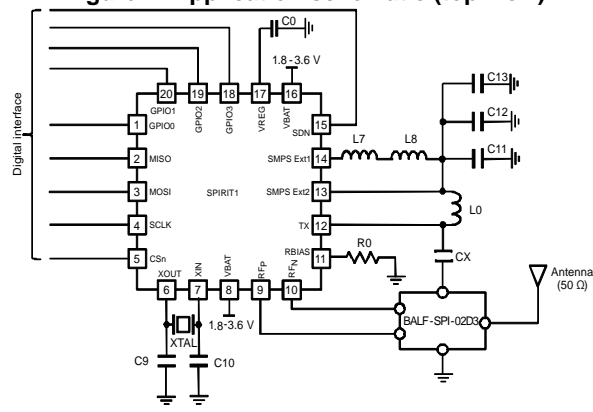 C0
1.8-3.6 V
C13
20 19 18 17 16
GPIO1 GPIO2 GPIO3 VREG VBAT
Digital interface
1 GPIO0
SDN 15
C12
2 MISO
SMPS Ext1 14
L7 L8
C11
3 MOSI
SPIRIT1
SMPS Ext2 13
4 SCLK
TX 12
L0
5 CSn
RBIAS 11
R0
CX
XOUT XIN VBAT RFP RFN
6 7 8 9 10
Antenna
(50 Ω)
XTAL
1.8-3.6 V
BALF-SPI-02D3
C9 C10